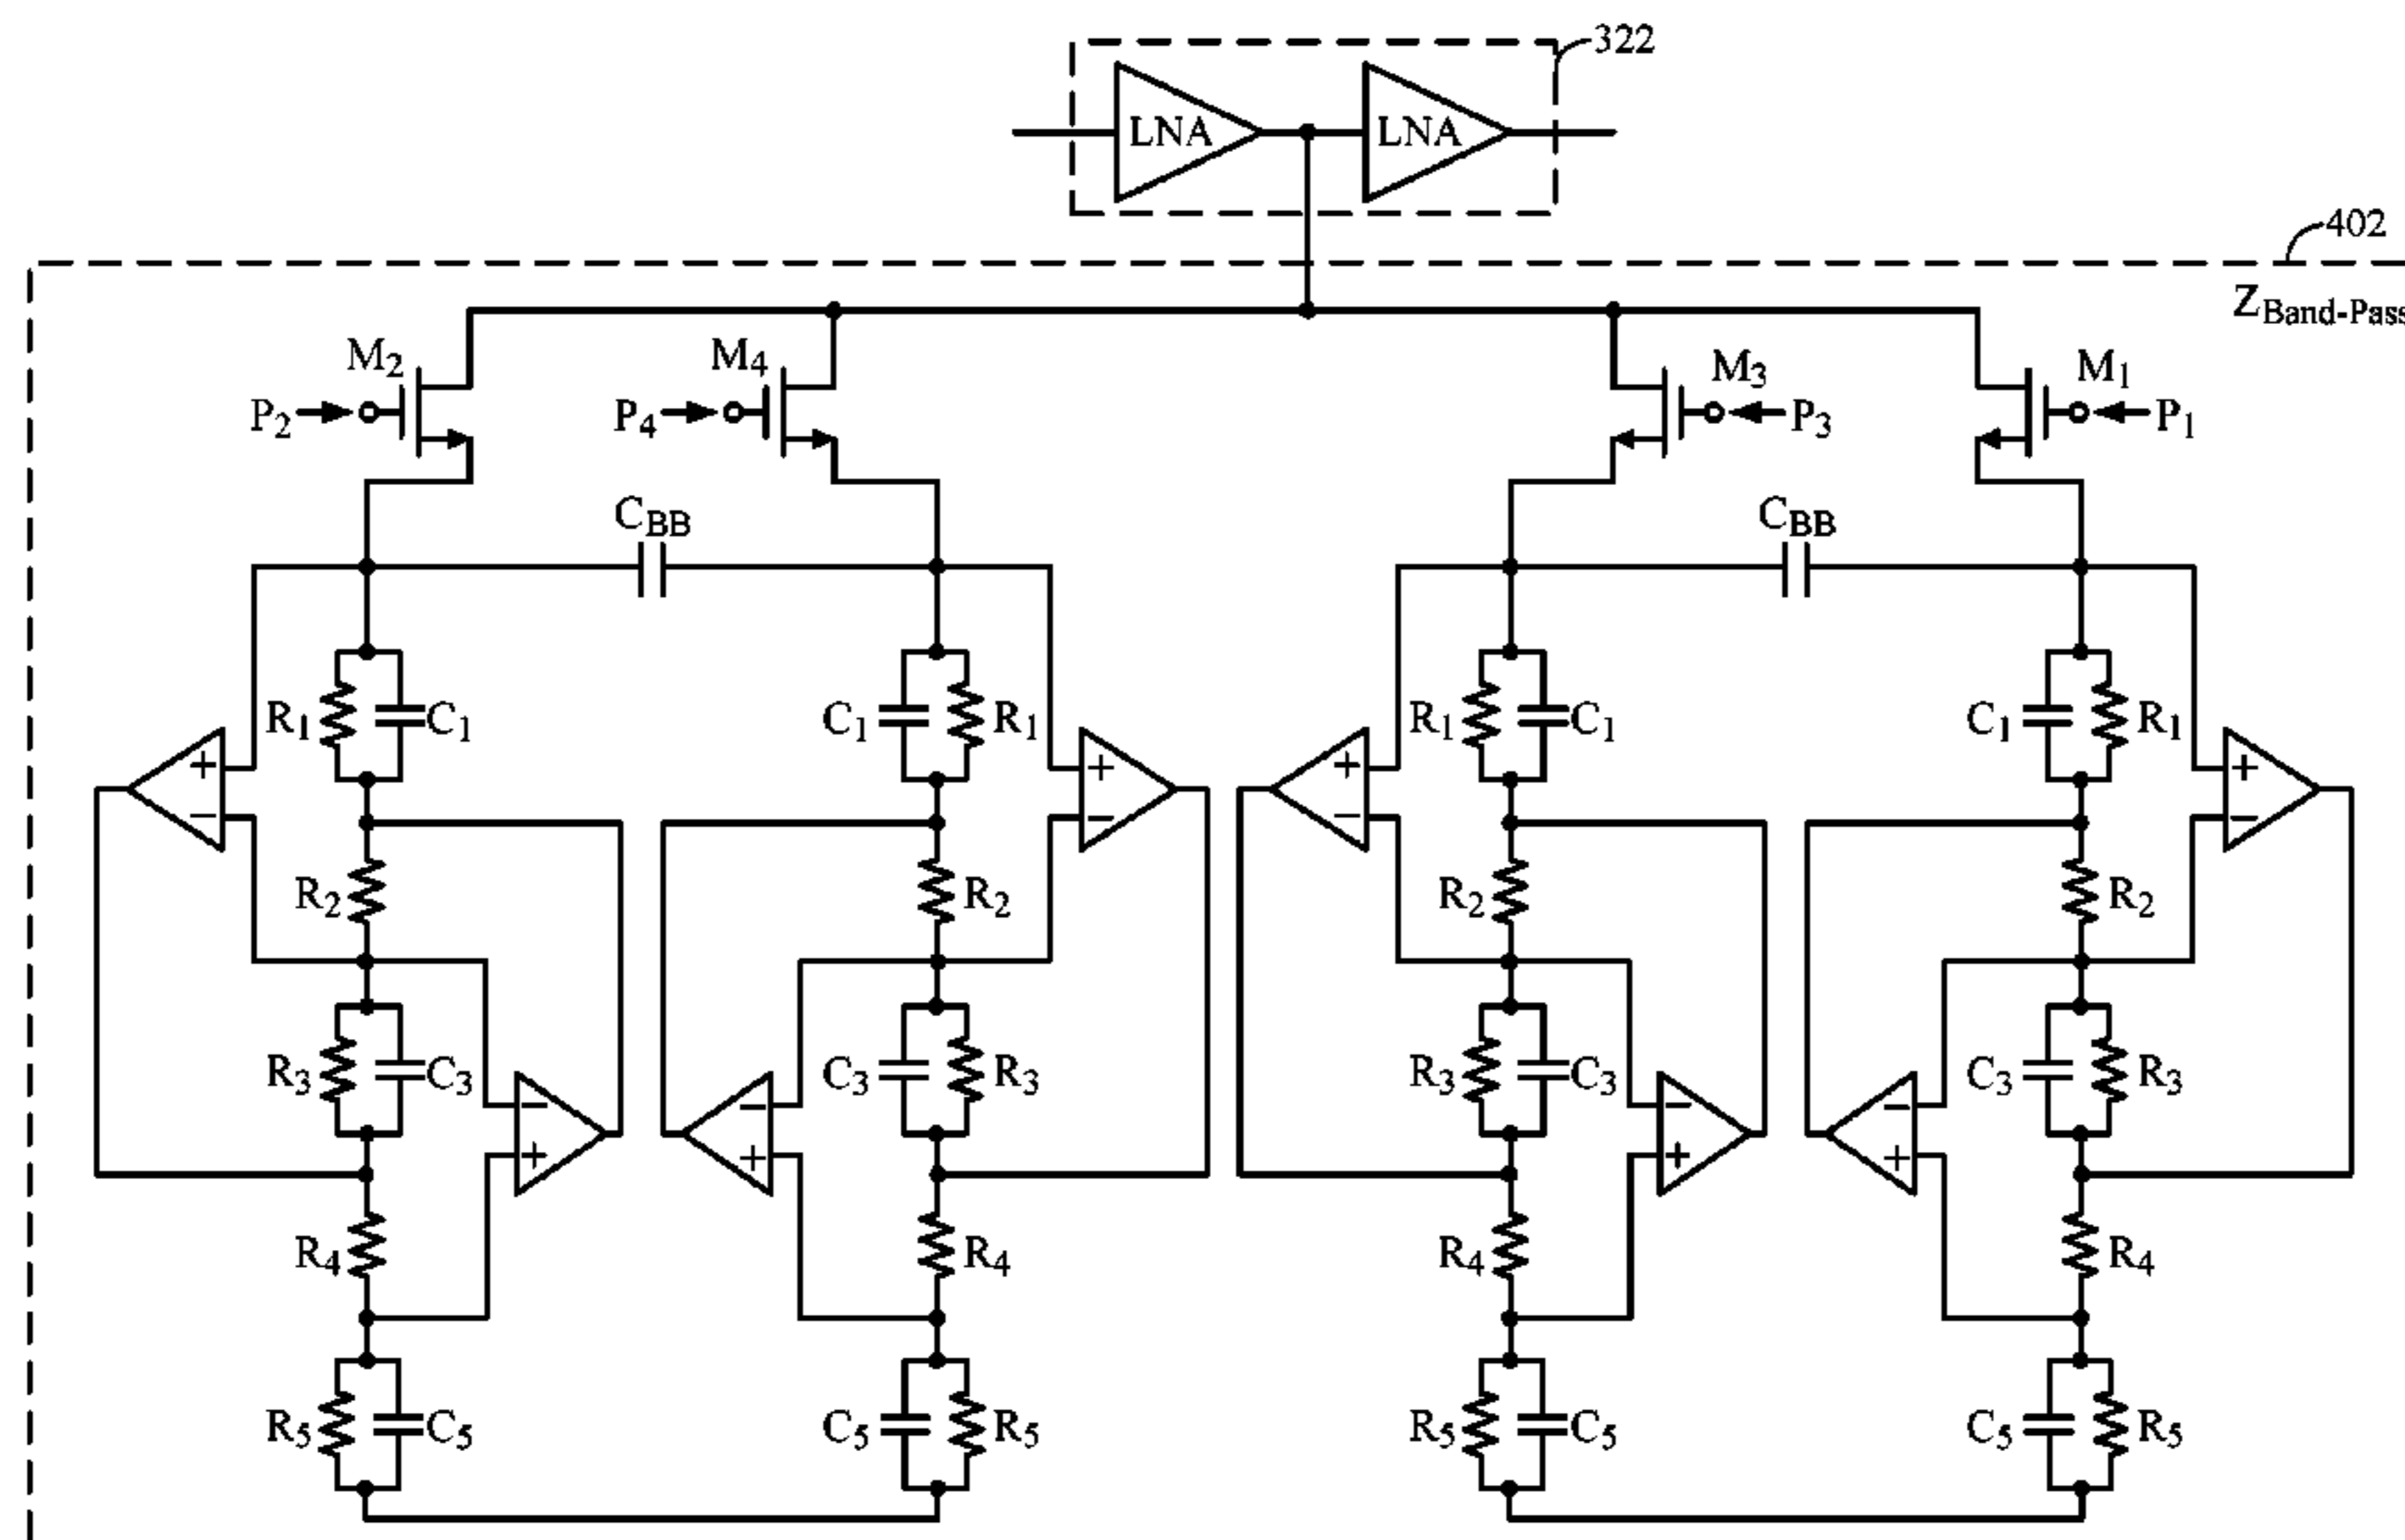 322
LNA LNA
402
Z Band-Pass
M2 M4 M3 M1
P2 P4 P3 P1
CBB CBB
R1 C1 C1 R1 R1 C1 C1 R1
+ + + +
− − − −
R2 R2 R2 R2
R3 C3 C3 R3 R3 C3 C3 R3
− − − −
+ + + +
R4 R4 R4 R4
R5 C5 C5 R5 R5 C5 C5 R5